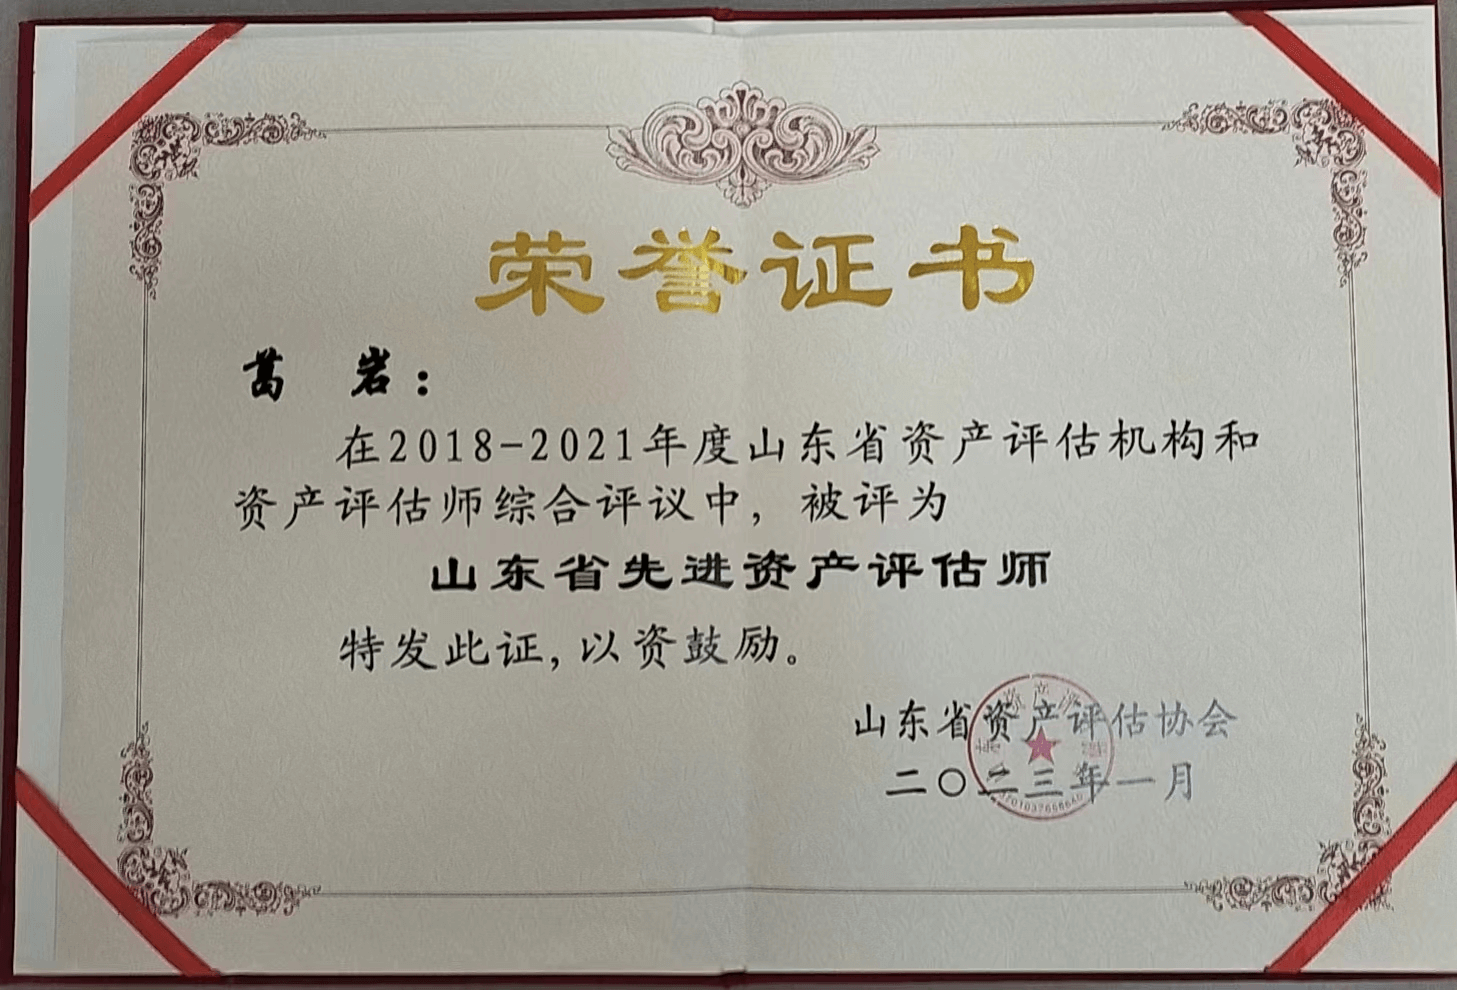 荣誉证书
葛 岩：
在2018-2021年度山东省资产评估机构和
资产评估师综合评议中，被评为
山东省先进资产评估师
特发此证，以资鼓励。
山东省资产评估协会
二〇二三年一月